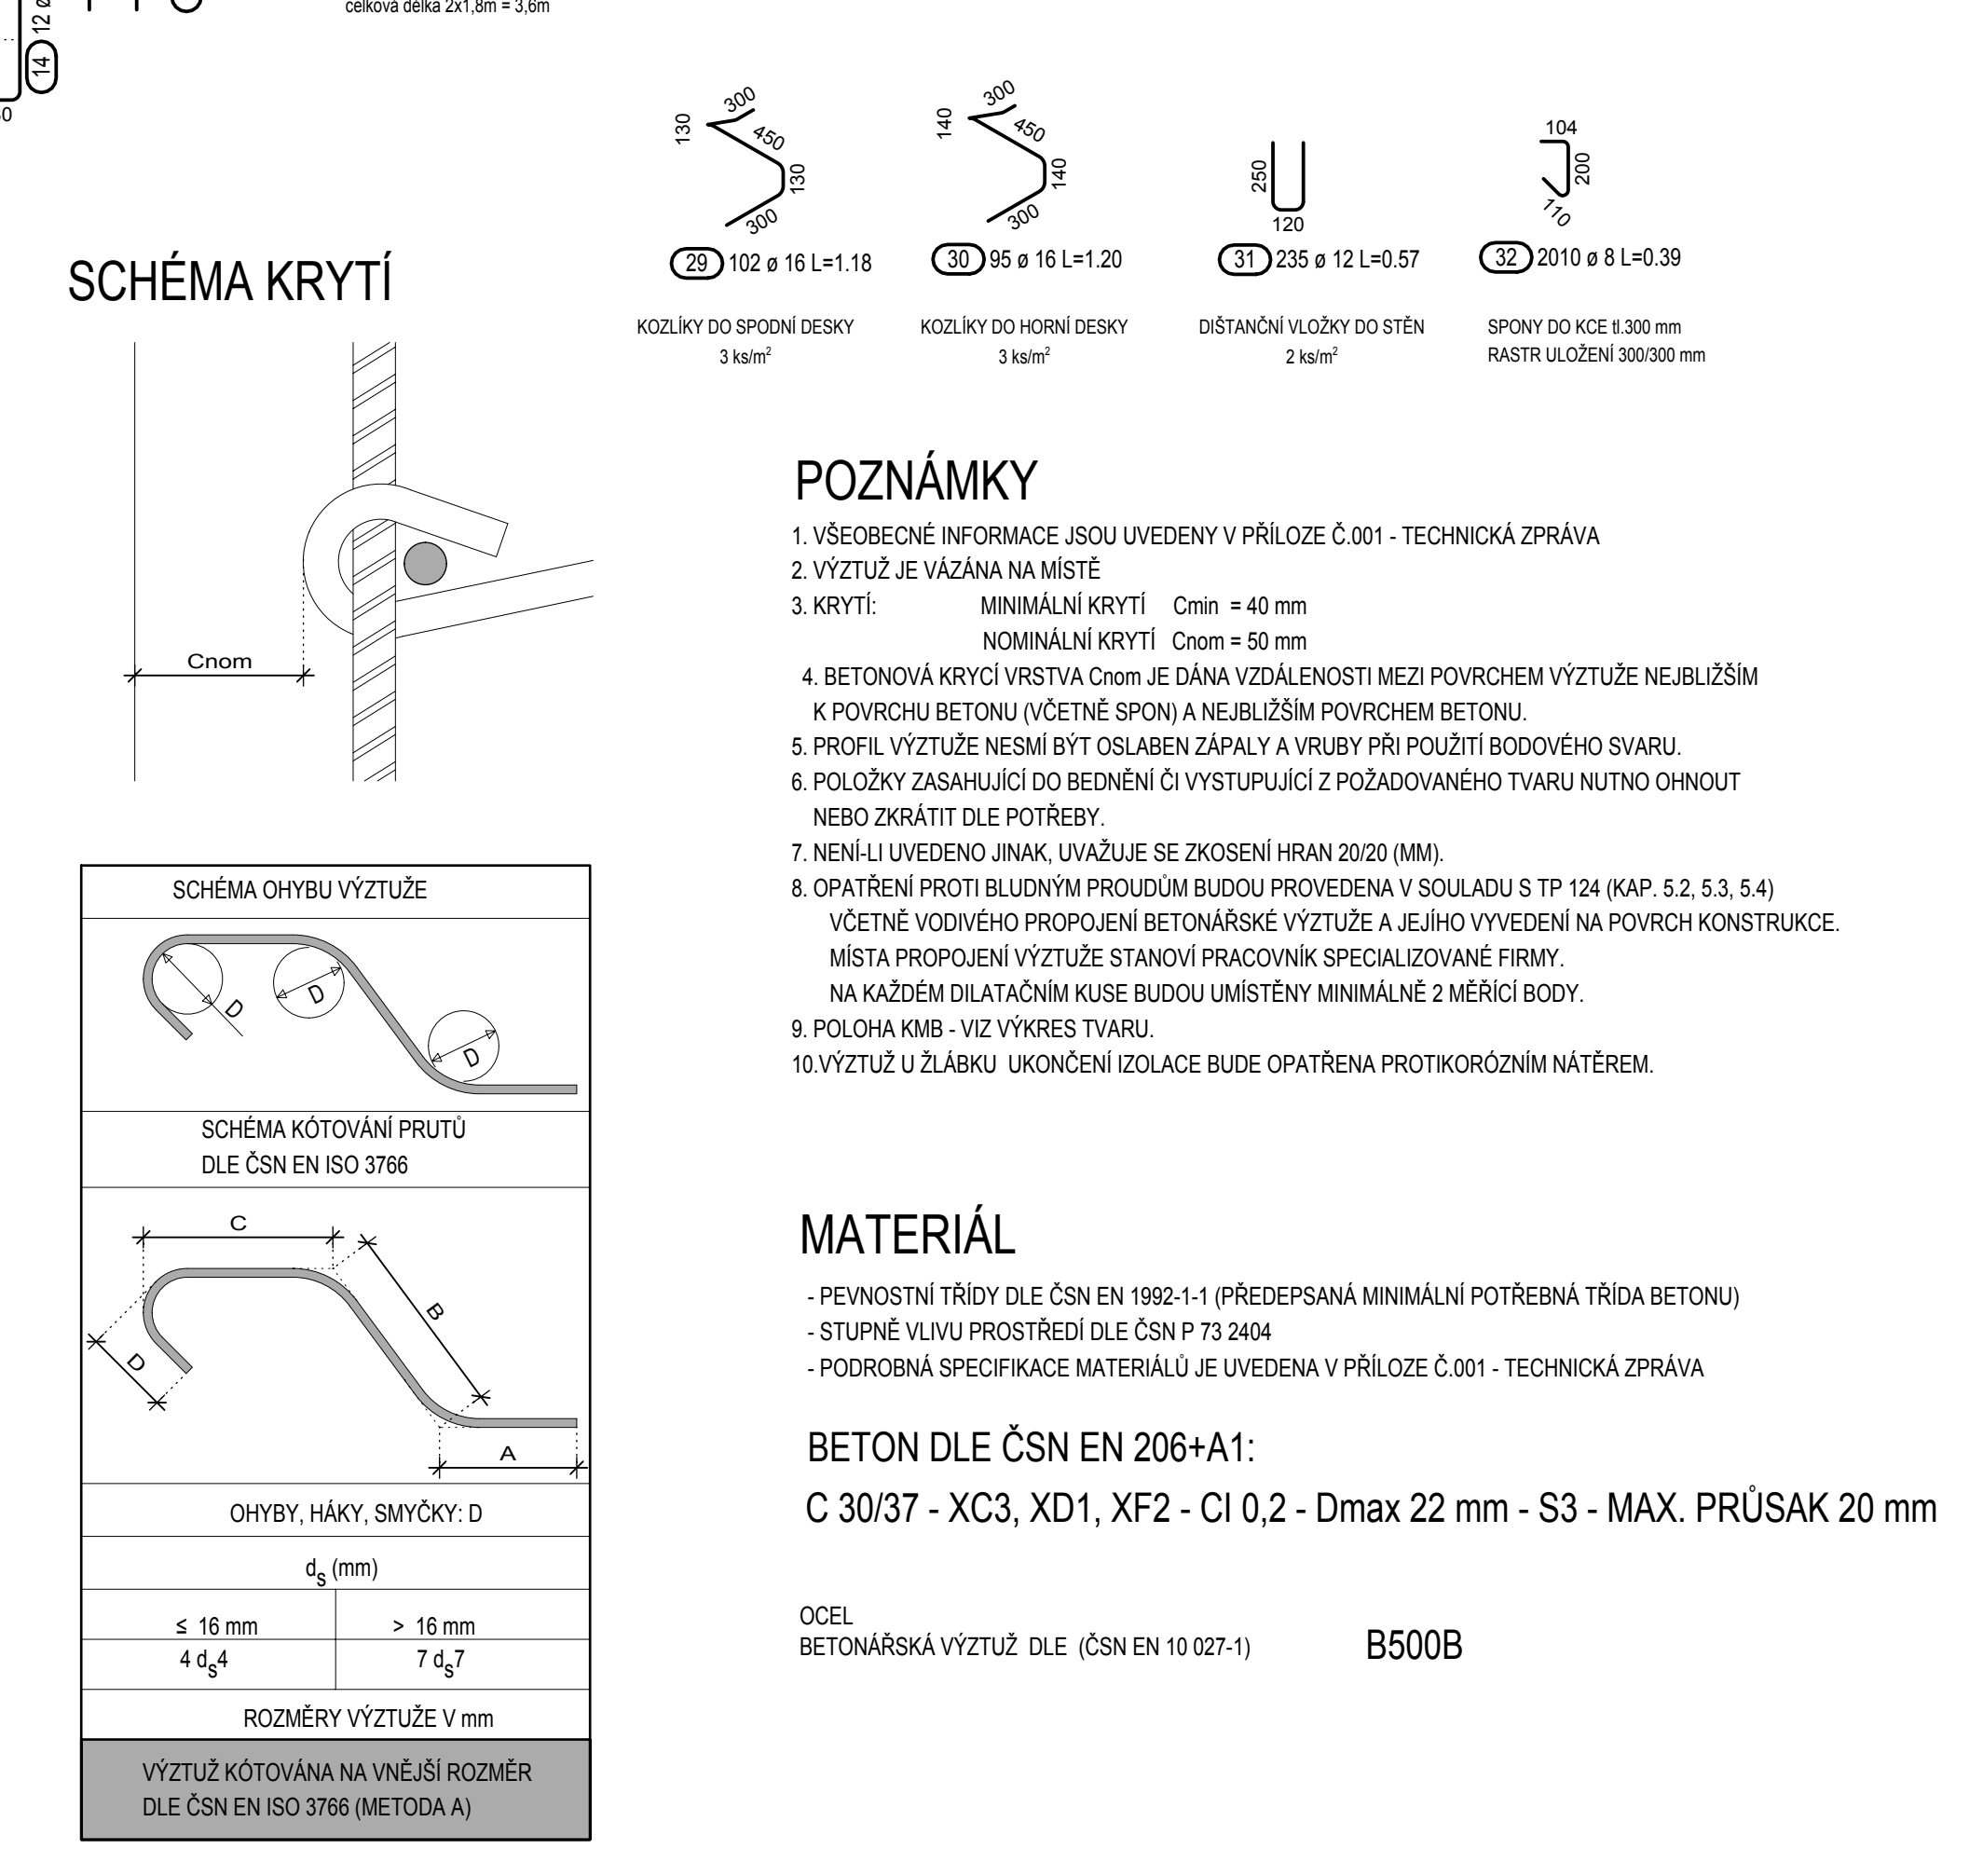 celková délka 2x1,8m = 3,6m
14
12 ø
130 300 450 130 300
29 102 ø 16 L=1.18
KOZLÍKY DO SPODNÍ DESKY
3 ks/m²
140 300 450 140 300
30 95 ø 16 L=1.20
KOZLÍKY DO HORNÍ DESKY
3 ks/m²
250 120
31 235 ø 12 L=0.57
DIŠTANČNÍ VLOŽKY DO STĚN
2 ks/m²
104 200 110
32 2010 ø 8 L=0.39
SPONY DO KCE tl.300 mm
RASTR ULOŽENÍ 300/300 mm
SCHÉMA KRYTÍ
Cnom
POZNÁMKY
1. VŠEOBECNÉ INFORMACE JSOU UVEDENY V PŘÍLOZE Č.001 - TECHNICKÁ ZPRÁVA
2. VÝZTUŽ JE VÁZÁNA NA MÍSTĚ
3. KRYTÍ: MINIMÁLNÍ KRYTÍ Cmin = 40 mm
NOMINÁLNÍ KRYTÍ Cnom = 50 mm
4. BETONOVÁ KRYCÍ VRSTVA Cnom JE DÁNA VZDÁLENOSTI MEZI POVRCHEM VÝZTUŽE NEJBLIŽŠÍM
K POVRCHU BETONU (VČETNĚ SPON) A NEJBLIŽŠÍM POVRCHEM BETONU.
5. PROFIL VÝZTUŽE NESMÍ BÝT OSLABEN ZÁPALY A VRUBY PŘI POUŽITÍ BODOVÉHO SVARU.
6. POLOŽKY ZASAHUJÍCÍ DO BEDNĚNÍ ČI VYSTUPUJÍCÍ Z POŽADOVANÉHO TVARU NUTNO OHNOUT
NEBO ZKRÁTIT DLE POTŘEBY.
7. NENÍ-LI UVEDENO JINAK, UVAŽUJE SE ZKOSENÍ HRAN 20/20 (MM).
8. OPATŘENÍ PROTI BLUDNÝM PROUDŮM BUDOU PROVEDENA V SOULADU S TP 124 (KAP. 5.2, 5.3, 5.4)
VČETNĚ VODIVÉHO PROPOJENÍ BETONÁŘSKÉ VÝZTUŽE A JEJÍHO VYVEDENÍ NA POVRCH KONSTRUKCE.
MÍSTA PROPOJENÍ VÝZTUŽE STANOVÍ PRACOVNÍK SPECIALIZOVANÉ FIRMY.
NA KAŽDÉM DILATAČNÍM KUSE BUDOU UMÍSTĚNY MINIMÁLNĚ 2 MĚŘÍCÍ BODY.
9. POLOHA KMB - VIZ VÝKRES TVARU.
10.VÝZTUŽ U ŽLÁBKU UKONČENÍ IZOLACE BUDE OPATŘENA PROTIKORÓZNÍM NÁTĚREM.
SCHÉMA OHYBU VÝZTUŽE
D D D
SCHÉMA KÓTOVÁNÍ PRUTŮ
DLE ČSN EN ISO 3766
C
B
D
A
OHYBY, HÁKY, SMYČKY: D
ds (mm)
≤ 16 mm > 16 mm
4 ds4 7 ds7
ROZMĚRY VÝZTUŽE V mm
VÝZTUŽ KÓTOVÁNA NA VNĚJŠÍ ROZMĚR
DLE ČSN EN ISO 3766 (METODA A)
MATERIÁL
- PEVNOSTNÍ TŘÍDY DLE ČSN EN 1992-1-1 (PŘEDEPSANÁ MINIMÁLNÍ POTŘEBNÁ TŘÍDA BETONU)
- STUPNĚ VLIVU PROSTŘEDÍ DLE ČSN P 73 2404
- PODROBNÁ SPECIFIKACE MATERIÁLŮ JE UVEDENA V PŘÍLOZE Č.001 - TECHNICKÁ ZPRÁVA
BETON DLE ČSN EN 206+A1:
C 30/37 - XC3, XD1, XF2 - Cl 0,2 - Dmax 22 mm - S3 - MAX. PRŮSAK 20 mm
OCEL
BETONÁŘSKÁ VÝZTUŽ DLE (ČSN EN 10 027-1) B500B